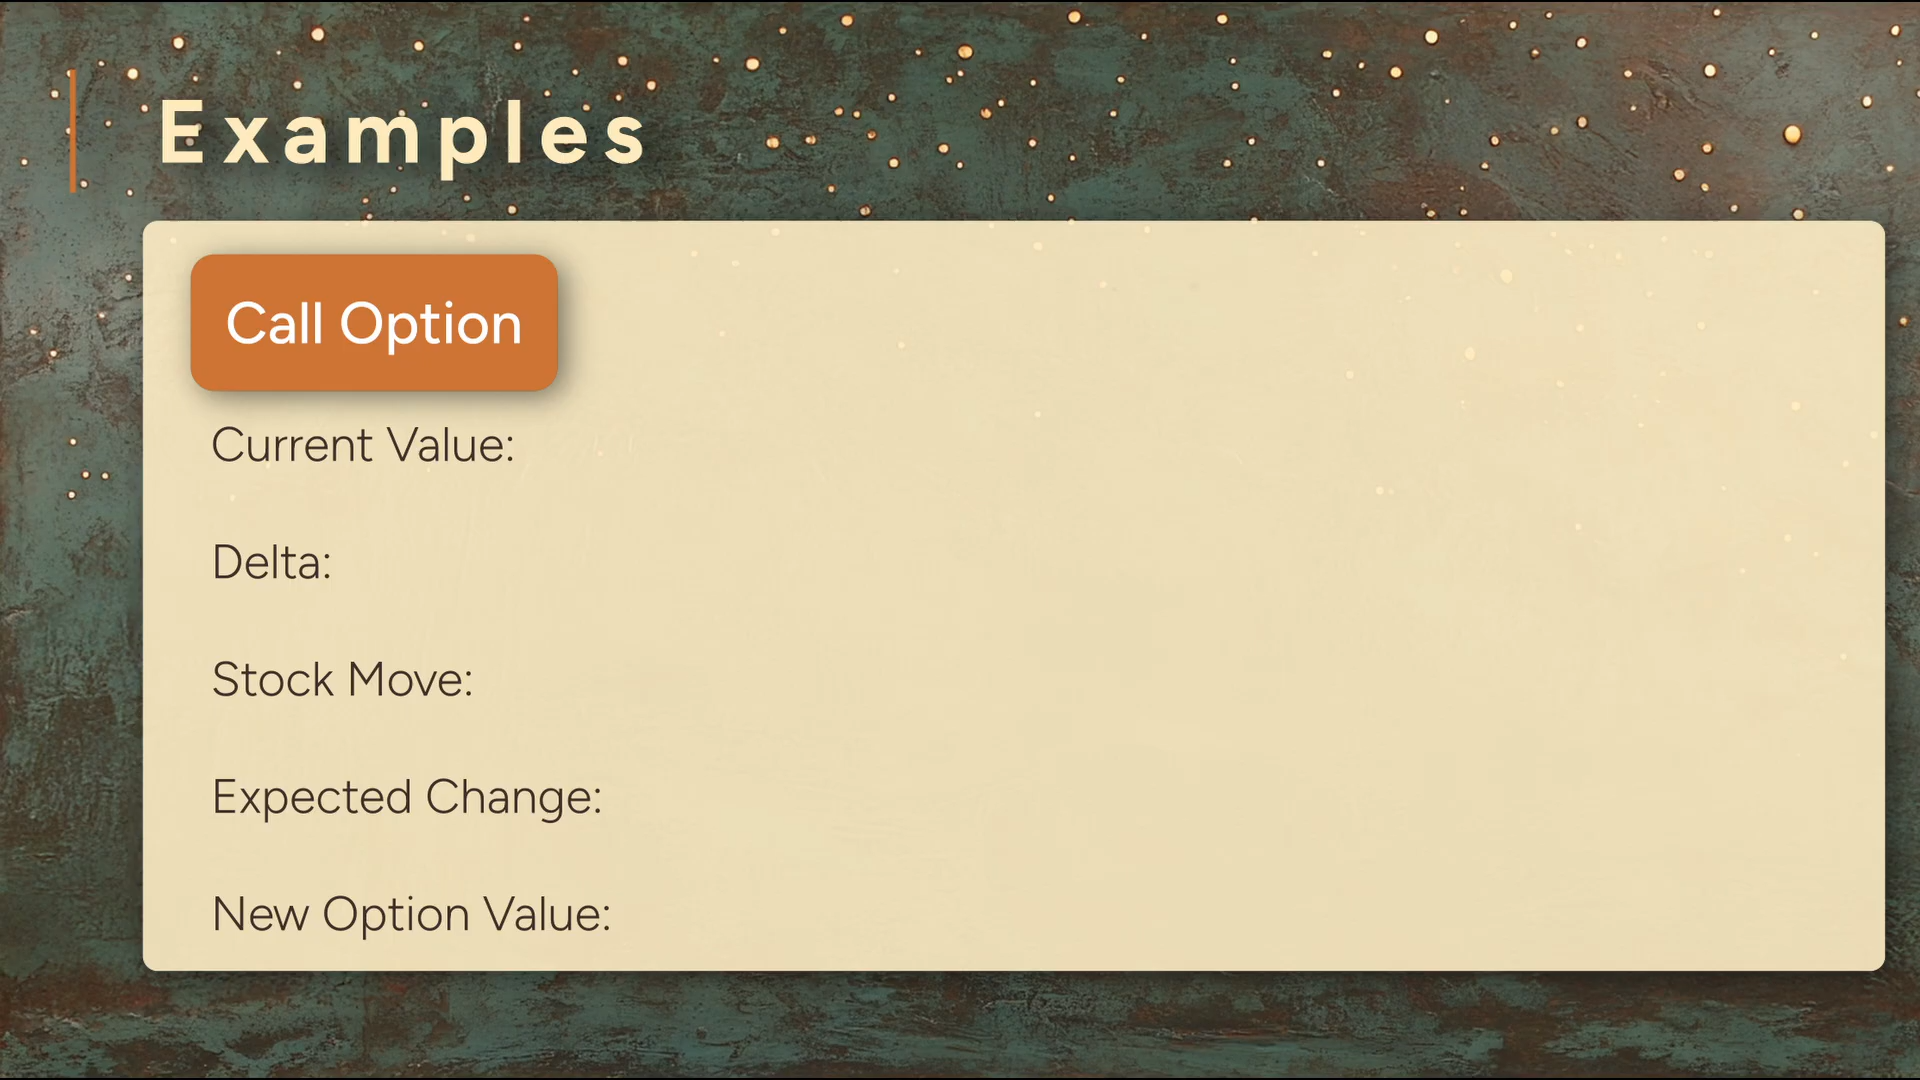 Examples
Call Option
Current Value:
Delta:
Stock Move:
Expected Change:
New Option Value: